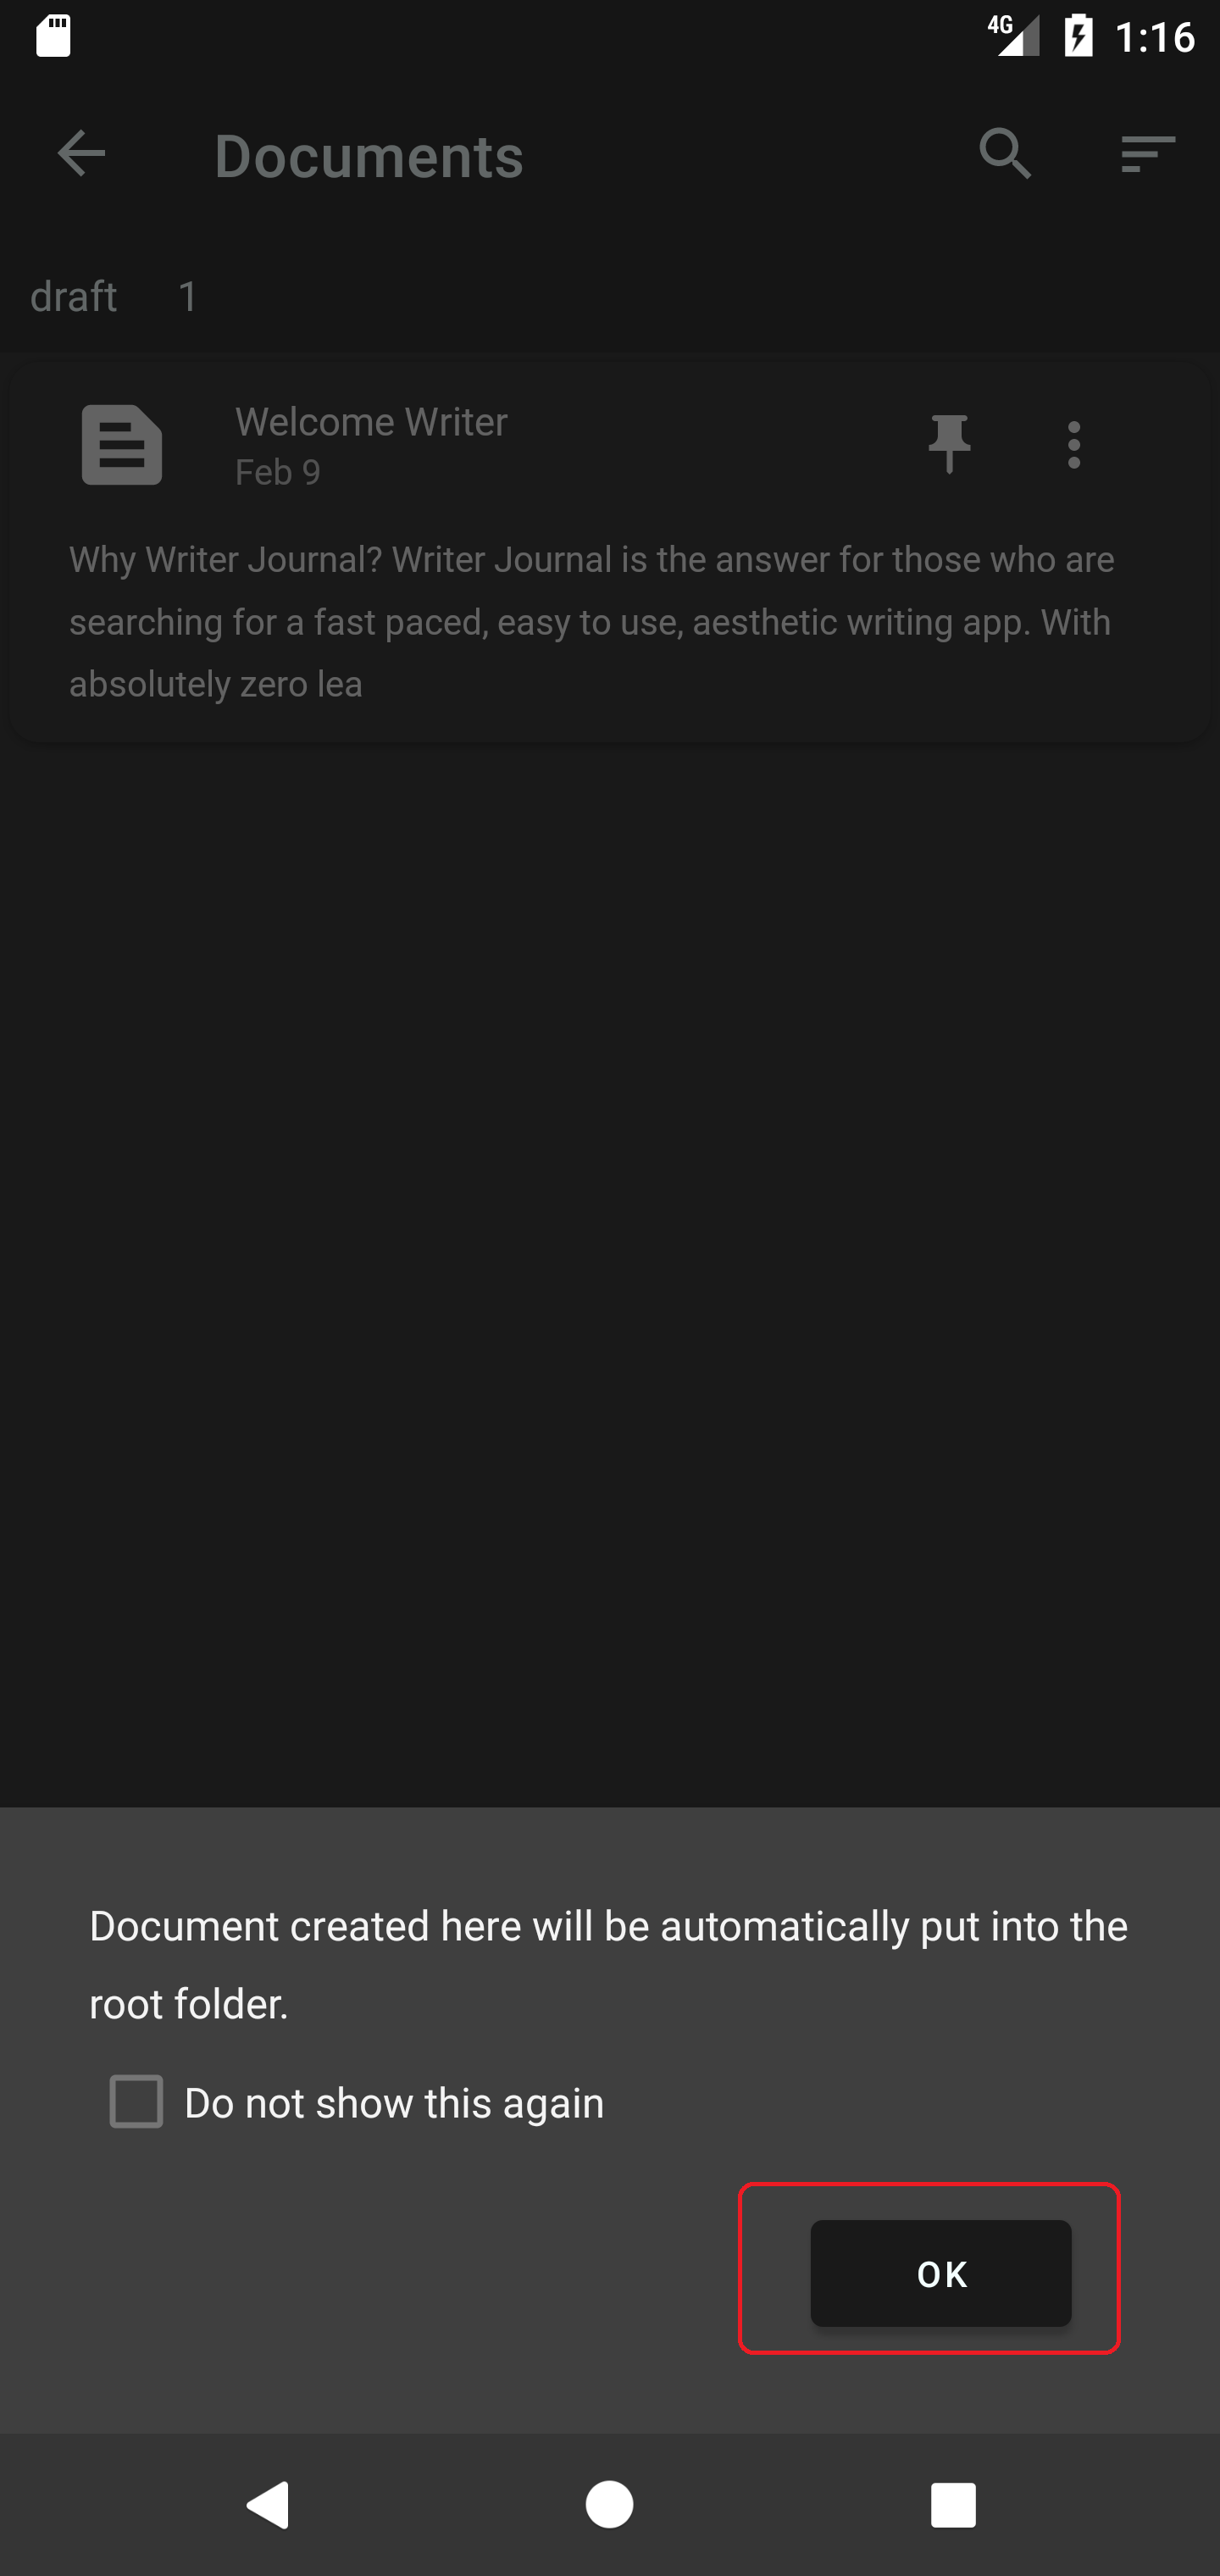 4G 1:16
Documents
draft 1
Welcome Writer
Feb 9
Why Writer Journal? Writer Journal is the answer for those who are
searching for a fast paced, easy to use, aesthetic writing app. With
absolutely zero lea
Document created here will be automatically put into the
root folder.
Do not show this again
OK